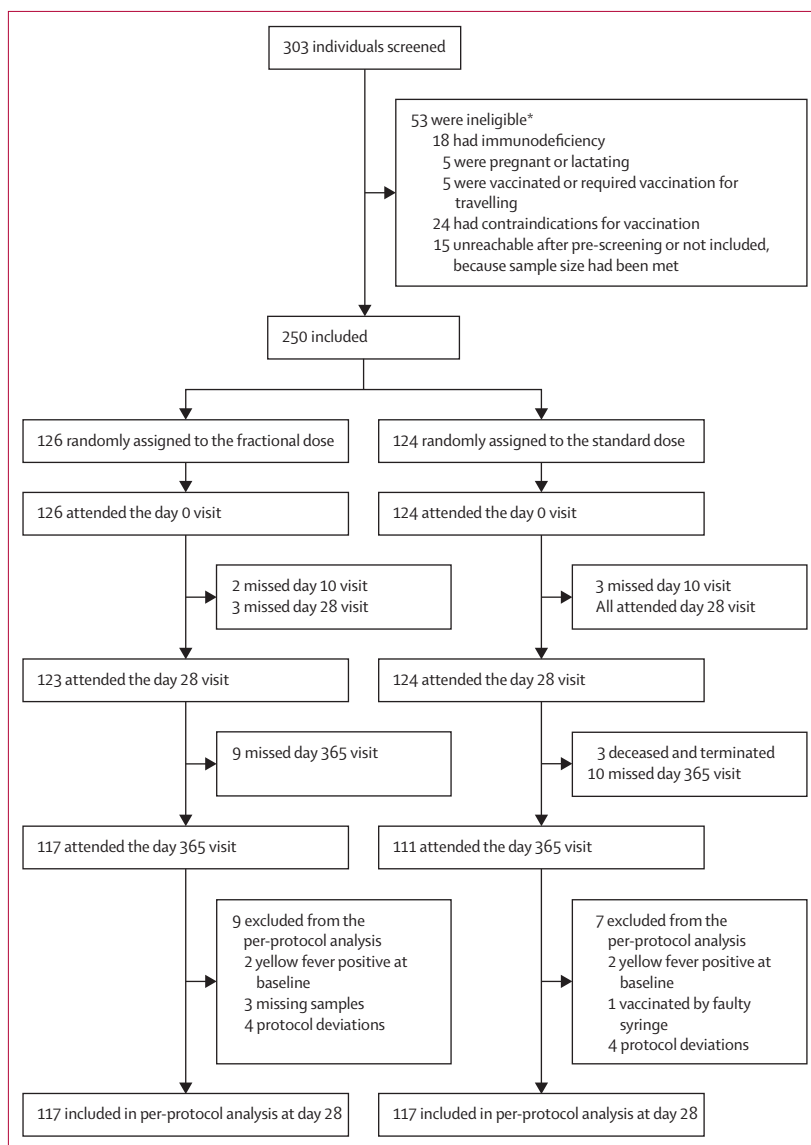 303 individuals screened
53 were ineligible*
18 had immunodeficiency
5 were pregnant or lactating
5 were vaccinated or required vaccination for
travelling
24 had contraindications for vaccination
15 unreachable after pre-screening or not included,
because sample size had been met
250 included
126 randomly assigned to the fractional dose
124 randomly assigned to the standard dose
126 attended the day 0 visit
124 attended the day 0 visit
2 missed day 10 visit
3 missed day 28 visit
3 missed day 10 visit
All attended day 28 visit
123 attended the day 28 visit
124 attended the day 28 visit
9 missed day 365 visit
3 deceased and terminated
10 missed day 365 visit
117 attended the day 365 visit
111 attended the day 365 visit
9 excluded from the
per-protocol analysis
2 yellow fever positive at
baseline
3 missing samples
4 protocol deviations
7 excluded from the
per-protocol analysis
2 yellow fever positive at
baseline
1 vaccinated by faulty
syringe
4 protocol deviations
117 included in per-protocol analysis at day 28
117 included in per-protocol analysis at day 28